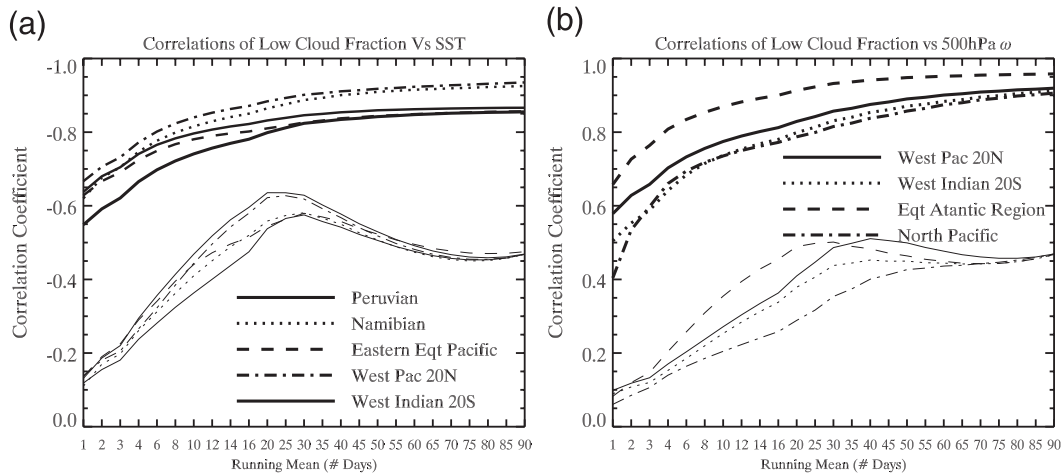 (a)
Correlations of Low Cloud Fraction Vs SST
-1.0
-0.8
-0.6
-0.4
-0.2
0.0
Correlation Coefficient
Peruvian
Namibian
Eastern Eqt Pacific
West Pac 20N
West Indian 20S
1 2 3 4 6 8 10 12 14 16 20 25 30 35 40 45 50 55 60 65 70 75 80 85 90
Running Mean (# Days)
(b)
Correlations of Low Cloud Fraction vs 500hPa ω
1.0
0.8
0.6
0.4
0.2
0.0
Correlation Coefficient
West Pac 20N
West Indian 20S
Eqt Atantic Region
North Pacific
1 2 3 4 6 8 10 12 14 16 20 25 30 35 40 45 50 55 60 65 70 75 80 85 90
Running Mean (# Days)